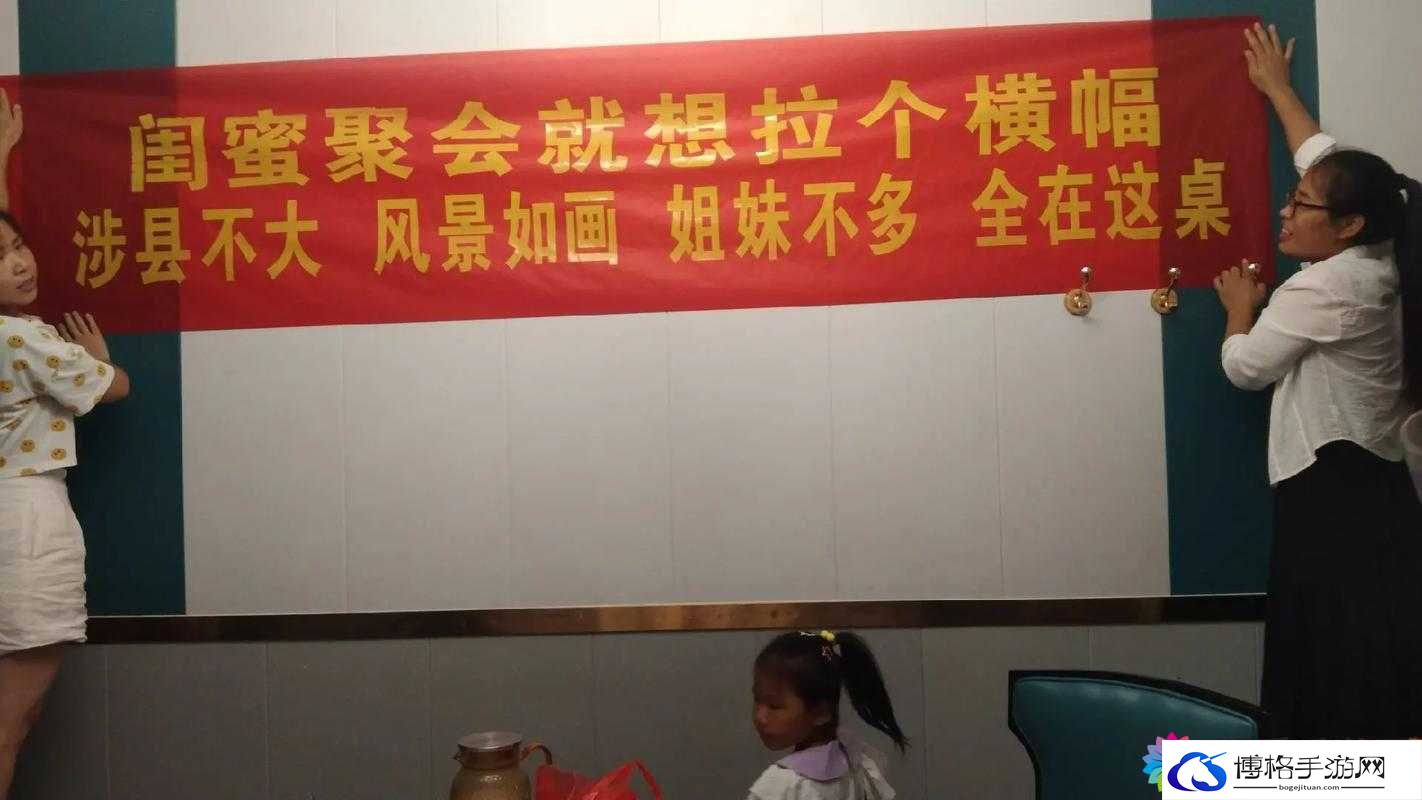 闺蜜聚会就想拉个横幅
涉县不大 风景如画 姐妹不多 全在这桌
博格手游网
bogejituan.com